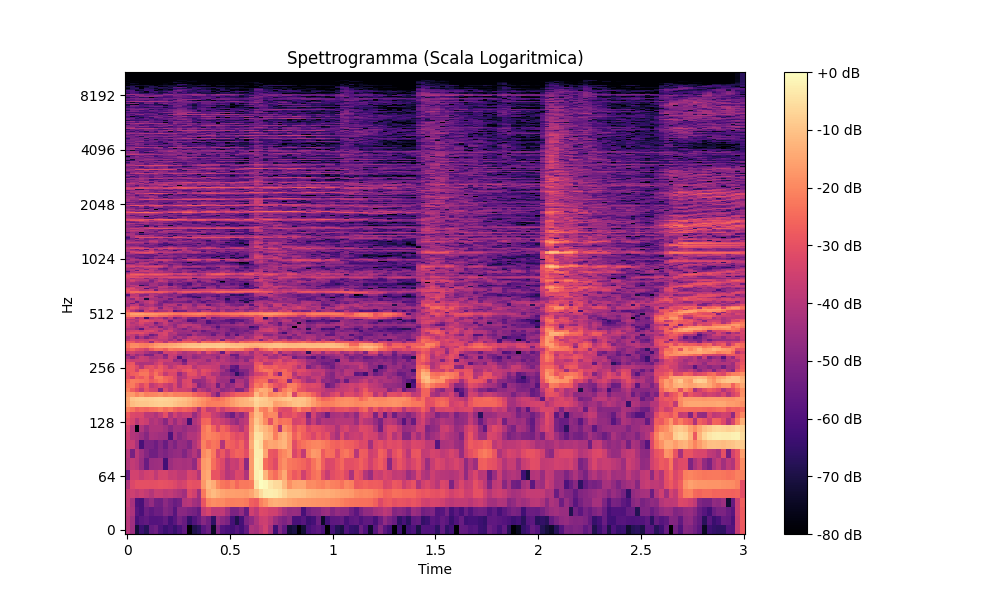 Spettrogramma (Scala Logaritmica)
Hz
8192
4096
2048
1024
512
256
128
64
0
0
0.5
1
1.5
2
2.5
3
Time
+0 dB
-10 dB
-20 dB
-30 dB
-40 dB
-50 dB
-60 dB
-70 dB
-80 dB